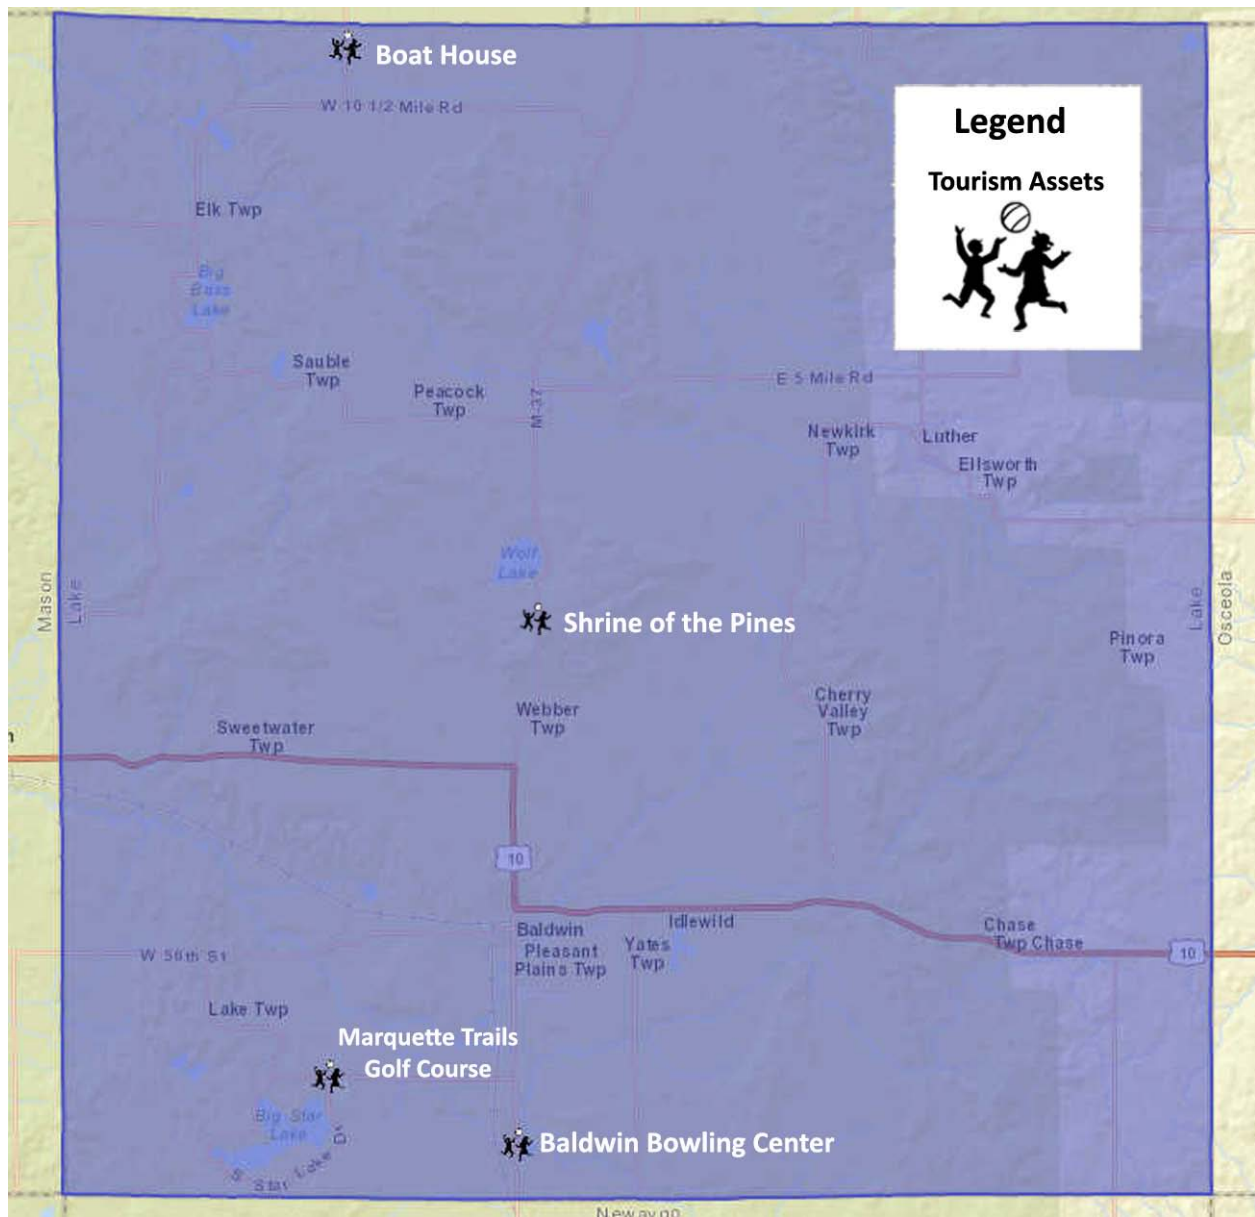 Boat House
W 10 1/2 Mile Rd
Legend
Tourism Assets
Elk Twp
Big
Bass
Lake
Sauble
Twp
Peacock
Twp
M-37
E 5 Mile Rd
Newkirk
Twp
Luther
Ellsworth
Twp
Wolf
Lake
Mason
Lake
Shrine of the Pines
Lake
Osceola
Pinora
Twp
Webber
Twp
Cherry
Valley
Twp
Sweetwater
Twp
10
Idlewild
Baldwin
Pleasant
Plains Twp
Yates
Twp
Chase
Twp Chase
10
W 56th St
Lake Twp
Marquette Trails
Golf Course
Big Star
Lake
S Star Lake Dr
Baldwin Bowling Center
Newaygo